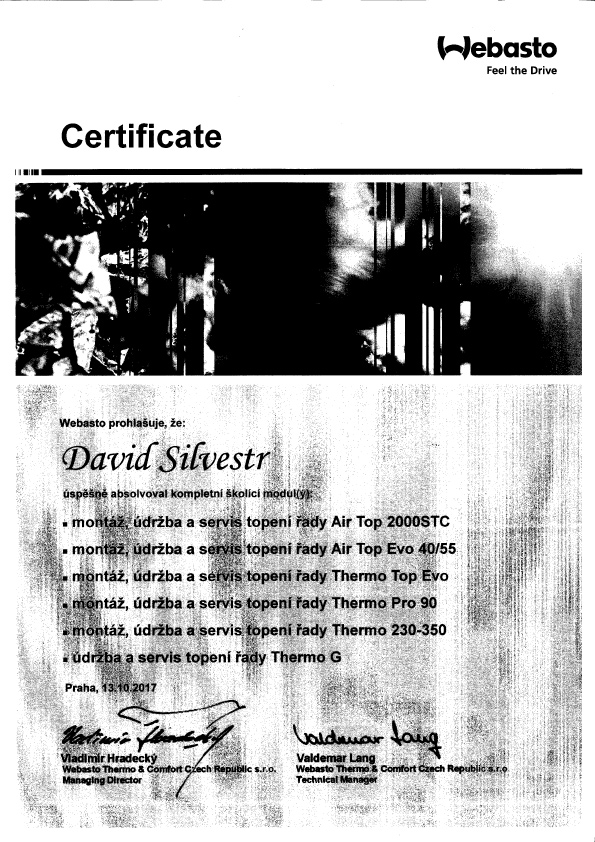 Webasto
Feel the Drive
Certificate
Webasto prohlašuje, že:
David Silvestr
úspěšně absolvoval kompletní školící modul(y):
▪ montáž, údržba a servis topení řady Air Top 2000STC
▪ montáž, údržba a servis topení řady Air Top Evo 40/55
▪ montáž, údržba a servis topení řady Thermo Top Evo
▪ montáž, údržba a servis topení řady Thermo Pro 90
▪ montáž, údržba a servis topení řady Thermo 230-350
▪ údržba a servis topení řady Thermo G
Praha, 13.10.2017
Valdemar Lang
Vladimír Hradecký
Webasto Thermo & Comfort Czech Republic s.r.o.
Managing Director
Valdemar Lang
Webasto Thermo & Comfort Czech Republic s.r.o
Technical Manager